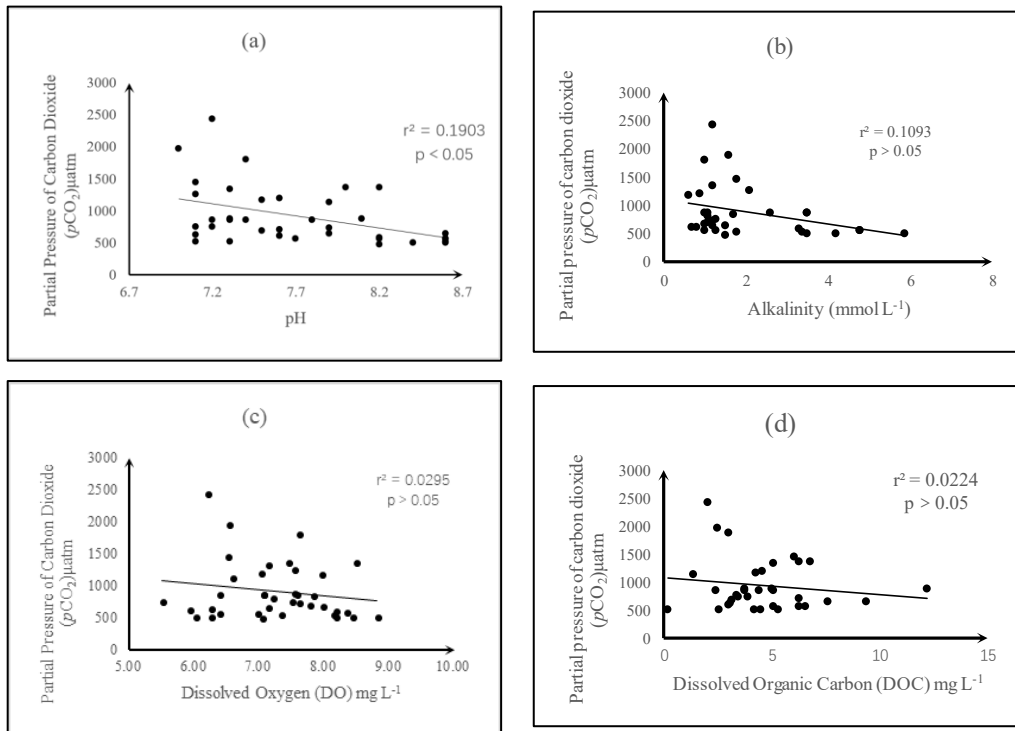 (a)
Partial Pressure of Carbon Dioxide
(pCO₂)µatm
3000
2500
2000
1500
1000
500
0
r² = 0.1903
p < 0.05
6.7
7.2
7.7
8.2
8.7
pH
(b)
Partial pressure of carbon dioxide
(pCO₂)µatm
3000
2500
2000
1500
1000
500
0
r² = 0.1093
p > 0.05
0
2
4
6
8
Alkalinity (mmol L⁻¹)
(c)
Partial Pressure of Carbon Dioxide
(pCO₂)µatm
3000
2500
2000
1500
1000
500
0
r² = 0.0295
p > 0.05
5.00
6.00
7.00
8.00
9.00
10.00
Dissolved Oxygen (DO) mg L⁻¹
(d)
Partial pressure of carbon dioxide
(pCO₂)µatm
3000
2500
2000
1500
1000
500
0
r² = 0.0224
p > 0.05
0
5
10
15
Dissolved Organic Carbon (DOC) mg L⁻¹